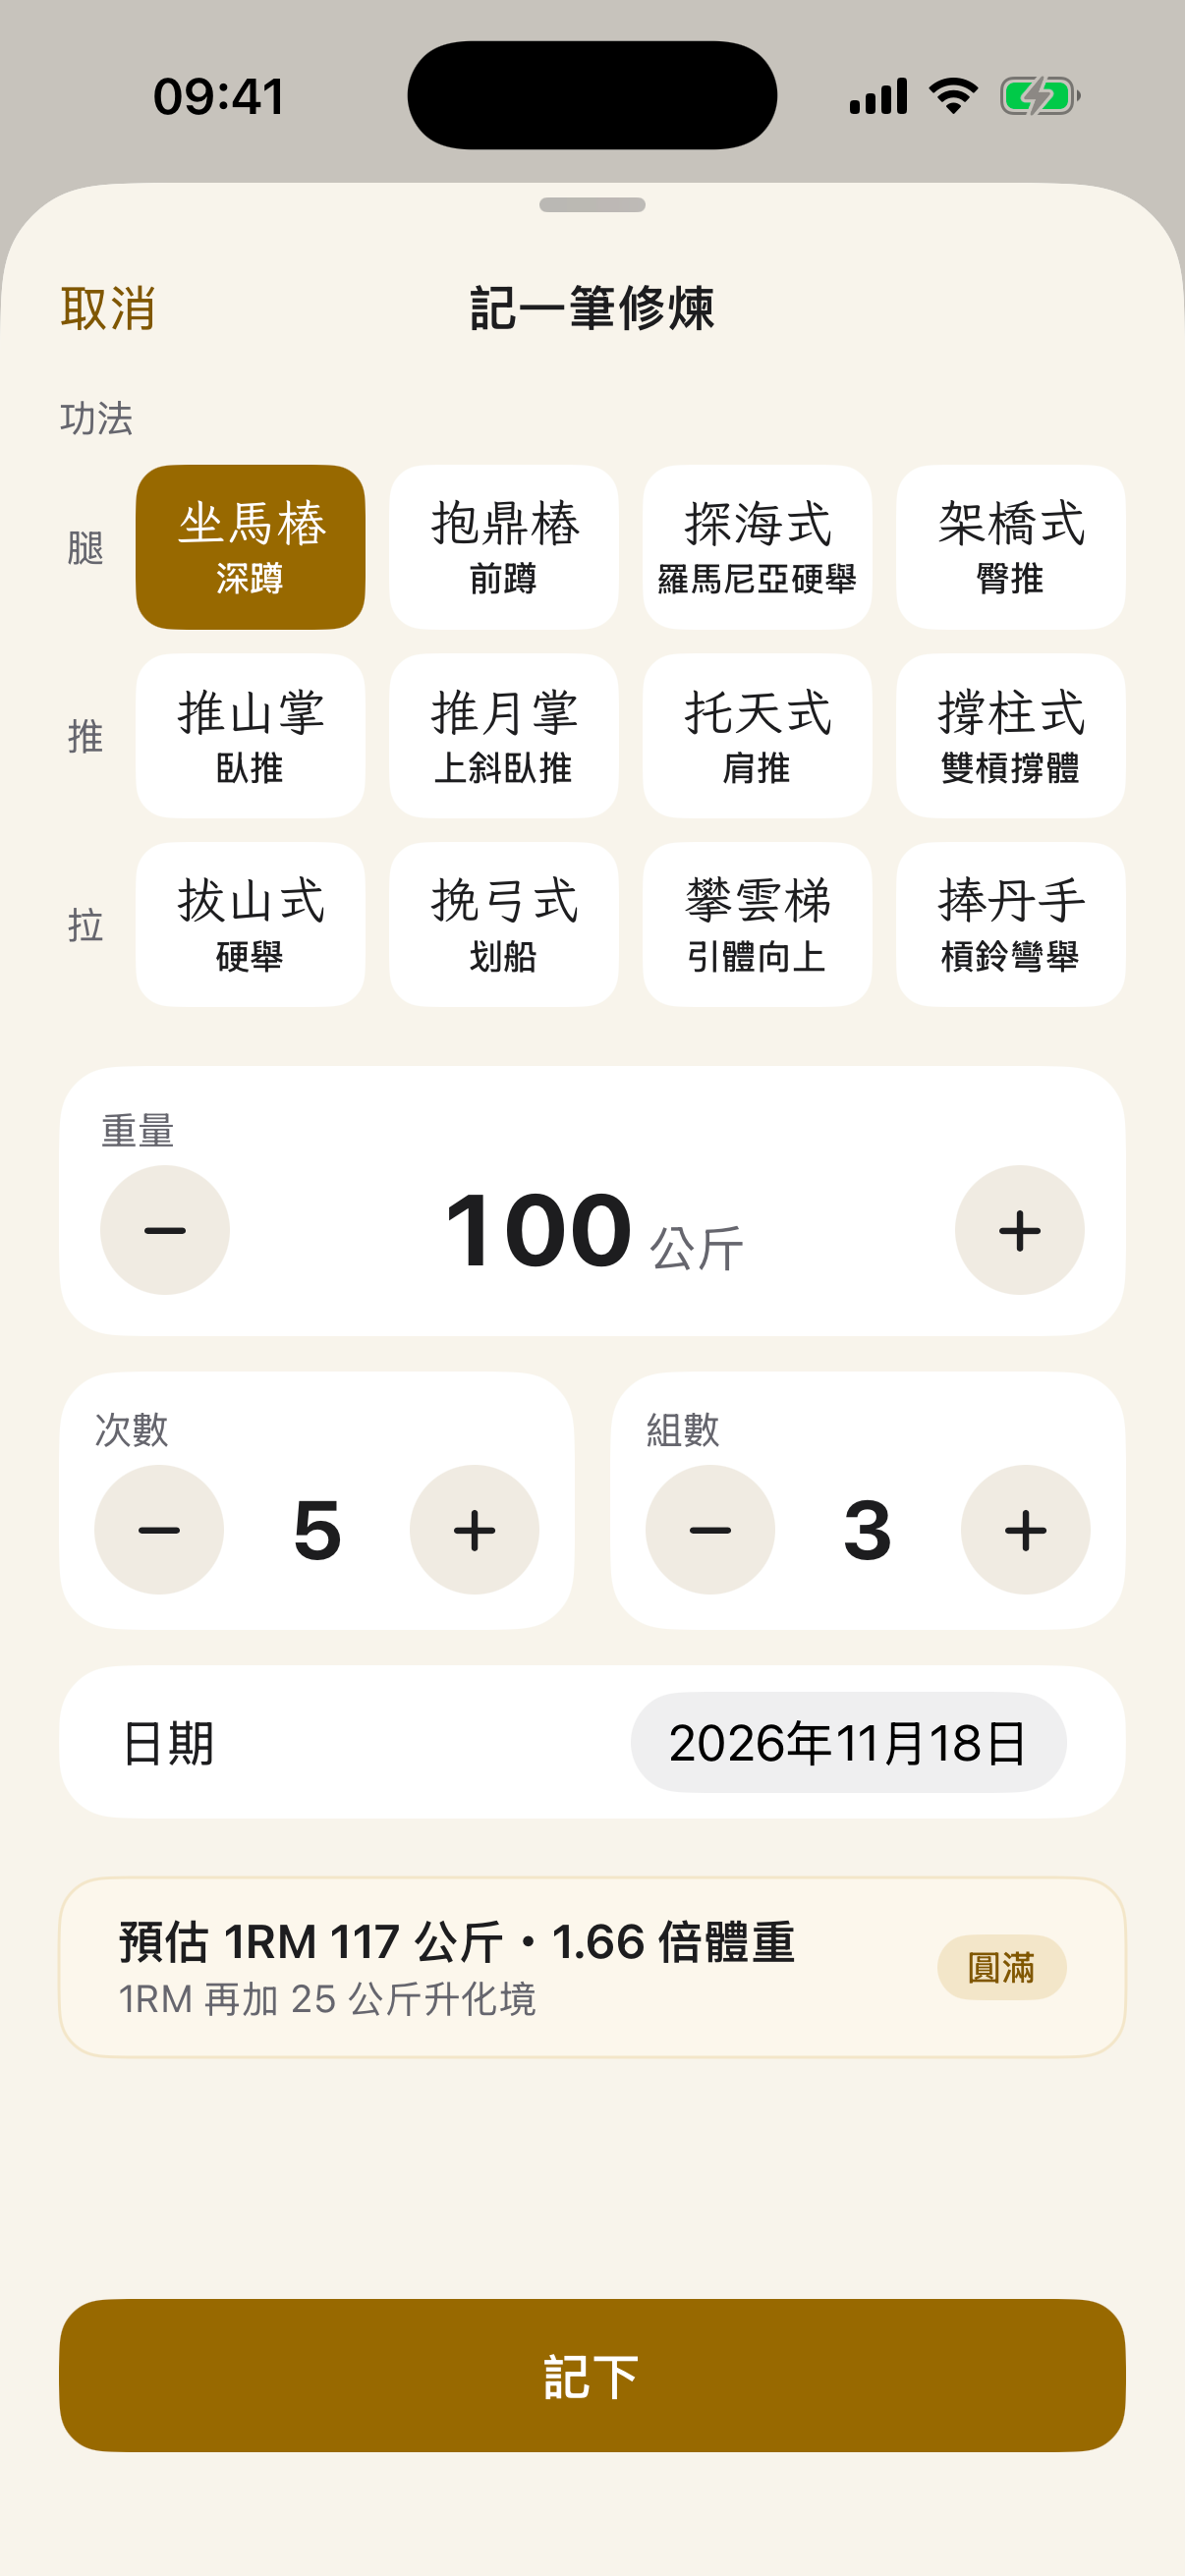 09:41
取消
記一筆修煉
功法
腿
坐馬樁
深蹲
抱鼎樁
前蹲
探海式
羅馬尼亞硬舉
架橋式
臀推
推
推山掌
臥推
推月掌
上斜臥推
托天式
肩推
撐柱式
雙槓撐體
拉
拔山式
硬舉
挽弓式
划船
攀雲梯
引體向上
捧丹手
槓鈴彎舉
重量
100 公斤
次數
5
組數
3
日期
2026年11月18日
預估 1RM 117 公斤・1.66 倍體重
1RM 再加 25 公斤升化境
圓滿
記下